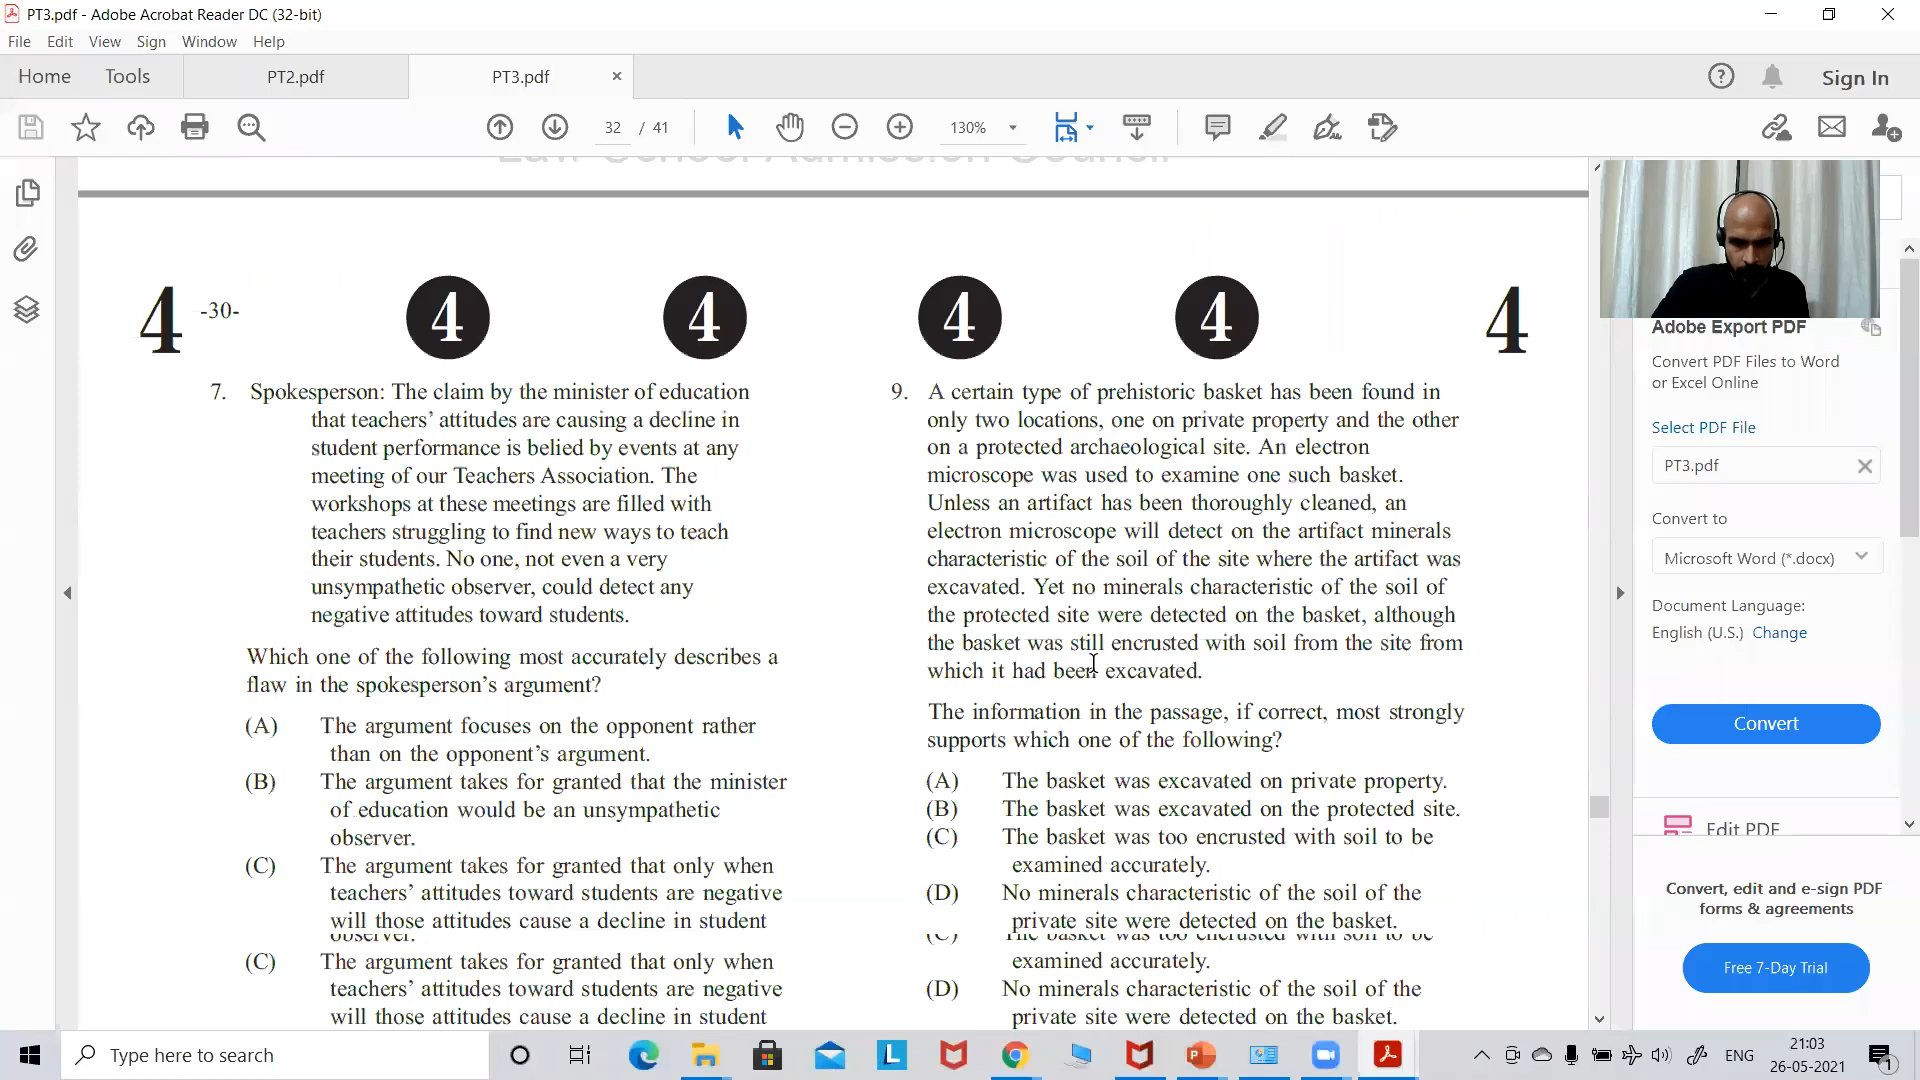 PT3.pdf - Adobe Acrobat Reader DC (32-bit)
File Edit View Sign Window Help
Home Tools PT2.pdf PT3.pdf × Sign In
32 / 41 130%
Law School Admission Council
4 -30- 4 4 4 4 4
7. Spokesperson: The claim by the minister of education
that teachers’ attitudes are causing a decline in
student performance is belied by events at any
meeting of our Teachers Association. The
workshops at these meetings are filled with
teachers struggling to find new ways to teach
their students. No one, not even a very
unsympathetic observer, could detect any
negative attitudes toward students.
Which one of the following most accurately describes a
flaw in the spokesperson’s argument?
(A) The argument focuses on the opponent rather
than on the opponent’s argument.
(B) The argument takes for granted that the minister
of education would be an unsympathetic
observer.
(C) The argument takes for granted that only when
teachers’ attitudes toward students are negative
will those attitudes cause a decline in student
observer.
(C) The argument takes for granted that only when
teachers’ attitudes toward students are negative
will those attitudes cause a decline in student
9. A certain type of prehistoric basket has been found in
only two locations, one on private property and the other
on a protected archaeological site. An electron
microscope was used to examine one such basket.
Unless an artifact has been thoroughly cleaned, an
electron microscope will detect on the artifact minerals
characteristic of the soil of the site where the artifact was
excavated. Yet no minerals characteristic of the soil of
the protected site were detected on the basket, although
the basket was still encrusted with soil from the site from
which it had been excavated.
The information in the passage, if correct, most strongly
supports which one of the following?
(A) The basket was excavated on private property.
(B) The basket was excavated on the protected site.
(C) The basket was too encrusted with soil to be
examined accurately.
(D) No minerals characteristic of the soil of the
private site were detected on the basket.
(C) The basket was too encrusted with soil to be
examined accurately.
(D) No minerals characteristic of the soil of the
private site were detected on the basket.
Adobe Export PDF
Convert PDF Files to Word
or Excel Online
Select PDF File
PT3.pdf
Convert to
Microsoft Word (*.docx)
Document Language:
English (U.S.) Change
Convert
Edit PDF
Convert, edit and e-sign PDF
forms & agreements
Free 7-Day Trial
Type here to search
ENG
21:03
26-05-2021
1